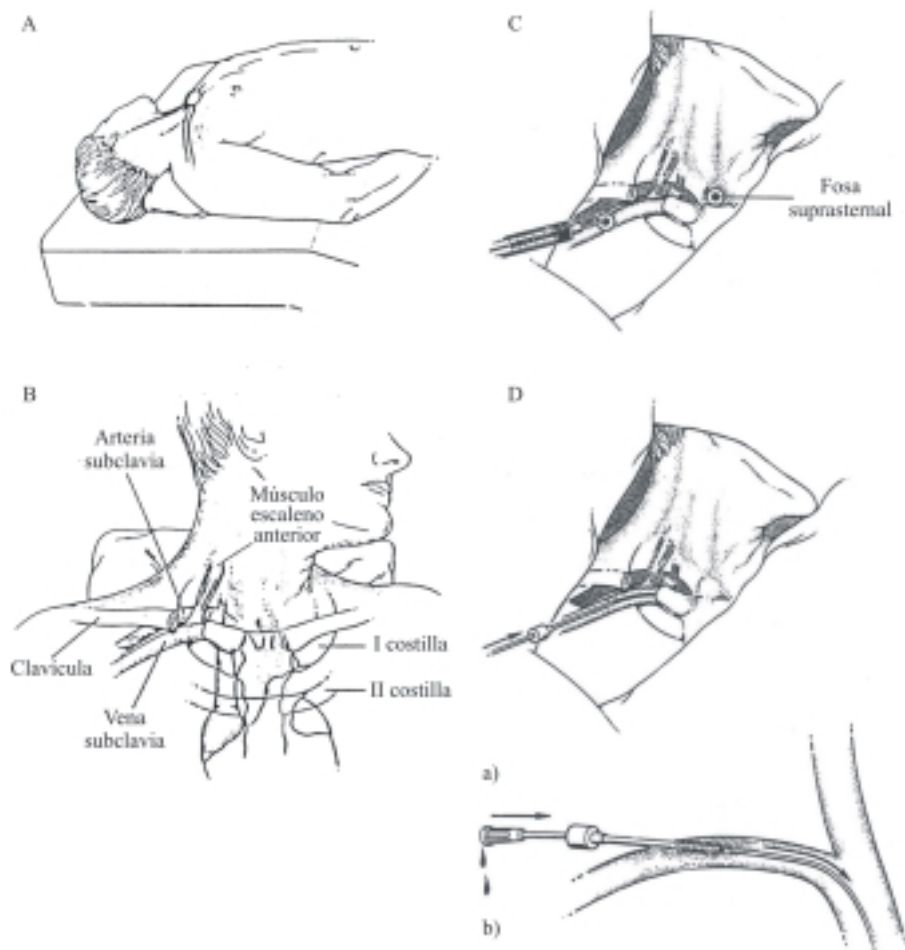 A
C
Fosa
suprasternal
B
Arteria
subclavia
Músculo
escaleno
anterior
Clavícula
I costilla
II costilla
Vena
subclavia
D
a)
b)